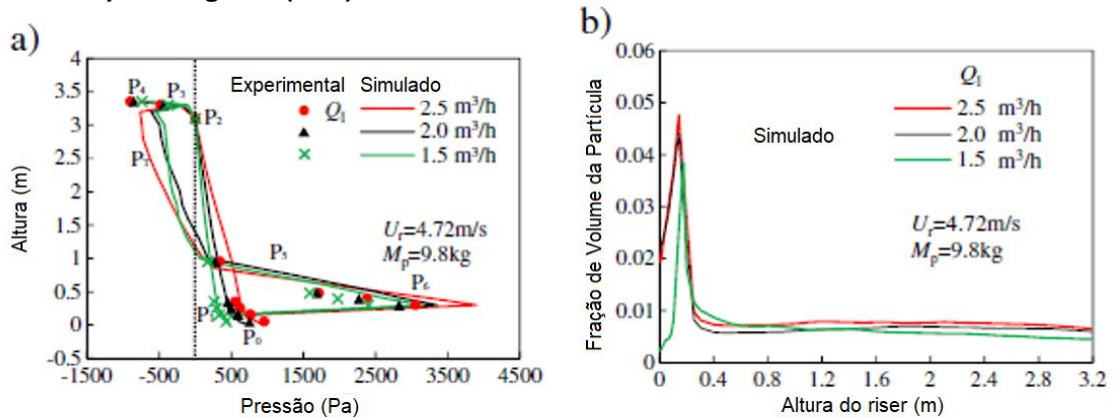 a)
Altura (m)
4
3.5
3
2.5
2
1.5
1
0.5
0
-0.5
-1500 -500 500 1500 2500 3500 4500
Pressão (Pa)
Experimental Simulado
Q₁ 2.5 m³/h
2.0 m³/h
1.5 m³/h
P₄ P₃
P₂
P₇
Uᵣ=4.72m/s
Mₚ=9.8kg
P₅
P₆
P₀
b)
Fração de Volume da Partícula
0.06
0.05
0.04
0.03
0.02
0.01
0
0 0.4 0.8 1.2 1.6 2 2.4 2.8 3.2
Altura do riser (m)
Q₁
Simulado
2.5 m³/h
2.0 m³/h
1.5 m³/h
Uᵣ=4.72m/s
Mₚ=9.8kg